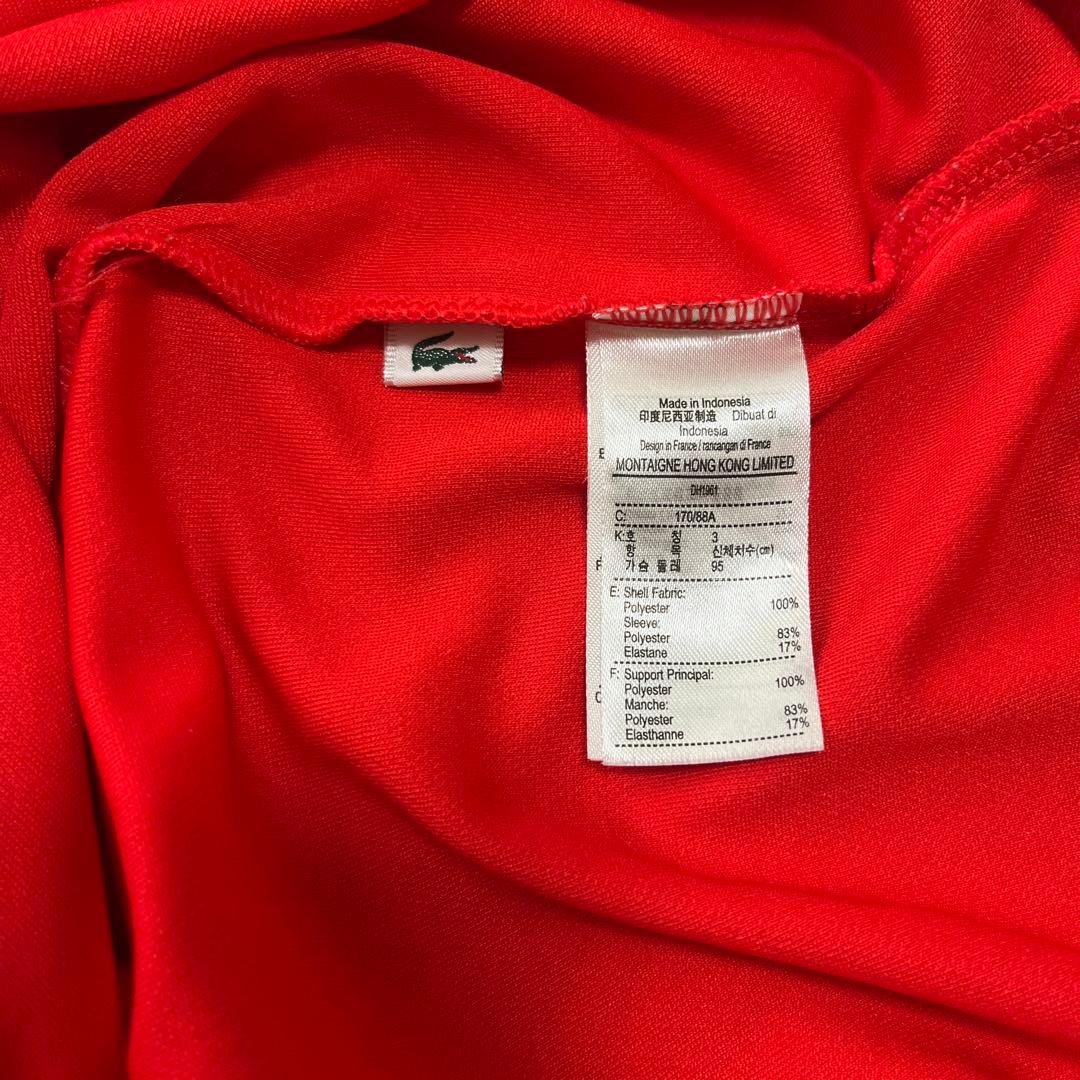 Made in Indonesia
印度尼西亚制造 Dibuat di
Indonesia
Design in France / rancangan di France
MONTAIGNE HONG KONG LIMITED
DH1961
C: 170/88A
K:호 칭 3
항 목 신체치수(cm)
가슴 둘레 95
E: Shell Fabric:
Polyester 100%
Sleeve:
Polyester 83%
Elastane 17%
F: Support Principal:
Polyester 100%
Manche:
Polyester 83%
Elasthanne 17%